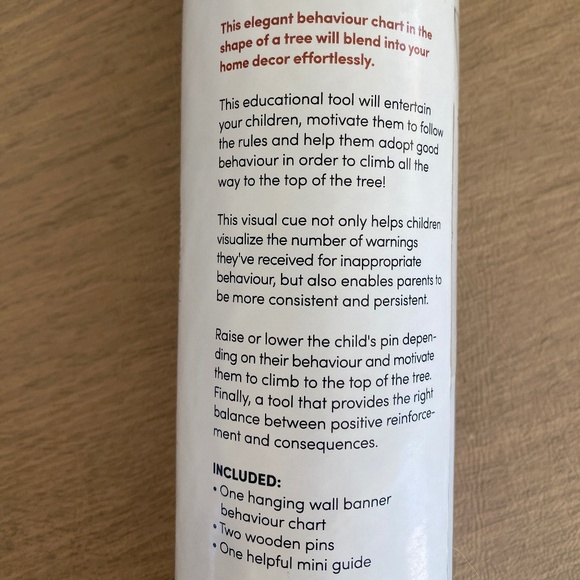 This elegant behaviour chart in the
shape of a tree will blend into your
home decor effortlessly.
This educational tool will entertain
your children, motivate them to follow
the rules and help them adopt good
behaviour in order to climb all the
way to the top of the tree!
This visual cue not only helps children
visualize the number of warnings
they've received for inappropriate
behaviour, but also enables parents to
be more consistent and persistent.
Raise or lower the child's pin depen-
ding on their behaviour and motivate
them to climb to the top of the tree.
Finally, a tool that provides the right
balance between positive reinforce-
ment and consequences.
INCLUDED:
• One hanging wall banner
behaviour chart
• Two wooden pins
• One helpful mini guide